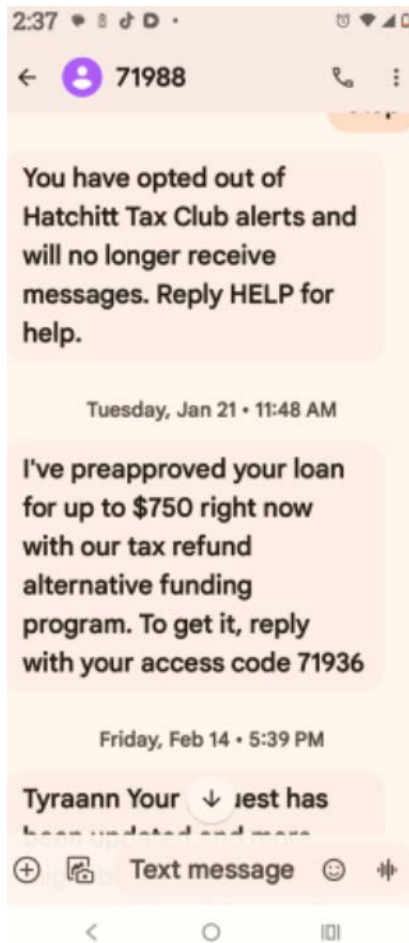 2:37
71988
You have opted out of
Hatchitt Tax Club alerts and
will no longer receive
messages. Reply HELP for
help.
Tuesday, Jan 21 • 11:48 AM
I've preapproved your loan
for up to $750 right now
with our tax refund
alternative funding
program. To get it, reply
with your access code 71936
Friday, Feb 14 • 5:39 PM
Tyraann Your uest has
been updated and more
Text message